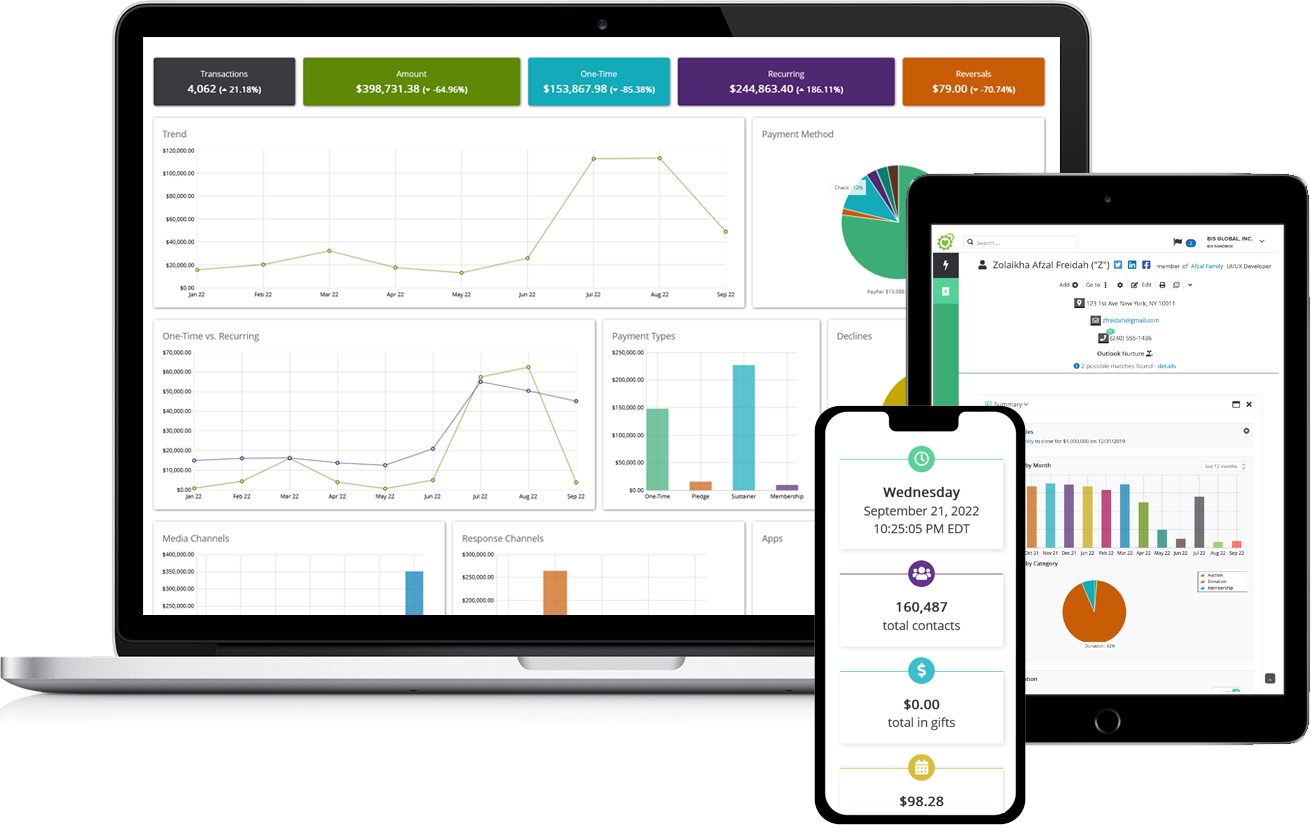 Transactions
4,062 (▲ 21.18%)
Amount
$398,731.38 (▼ -64.96%)
One-Time
$153,867.98 (▼ -85.38%)
Recurring
$244,863.40 (▲ 186.11%)
Reversals
$79.00 (▼ -70.74%)
Trend
$120,000.00
$100,000.00
$80,000.00
$60,000.00
$40,000.00
$20,000.00
$0.00
Jan 22 Feb 22 Mar 22 Apr 22 May 22 Jun 22 Jul 22 Aug 22 Sep 22
Payment Method
Check : 12%
One-Time vs. Recurring
$70,000.00
$60,000.00
$50,000.00
$40,000.00
$30,000.00
$20,000.00
$10,000.00
$0.00
Jan 22 Feb 22 Mar 22 Apr 22 May 22 Jun 22 Jul 22 Aug 22 Sep 22
Payment Types
$250,000.00
$200,000.00
$150,000.00
$100,000.00
$50,000.00
$0.00
One-Time Pledge Sustainer Membership
Declines
Media Channels
$400,000.00
$350,000.00
$300,000.00
$250,000.00
Response Channels
$300,000.00
$250,000.00
$200,000.00
Apps
Search ...
2
BIS GLOBAL, INC.
BIS SANDBOX
Zolaikha Afzal Freidah ("Z") member of Afzal Family UI/UX Developer
Add Go to Edit
123 1st Ave New York, NY 10011
zfreidah@gmail.com
(240) 555-1436
Outlook Nurture
2 possible matches found - details
Summary
to close for $1,000,000 on 12/31/2019
by Month
last 12 months
Oct 21 Nov 21 Dec 21 Jan 22 Feb 22 Mar 22 Apr 22 May 22 Jun 22 Jul 22 Aug 22 Sep 22
by Category
Auction
Donation
Membership
Donation : 92%
Wednesday
September 21, 2022
10:25:05 PM EDT
160,487
total contacts
$0.00
total in gifts
$98.28